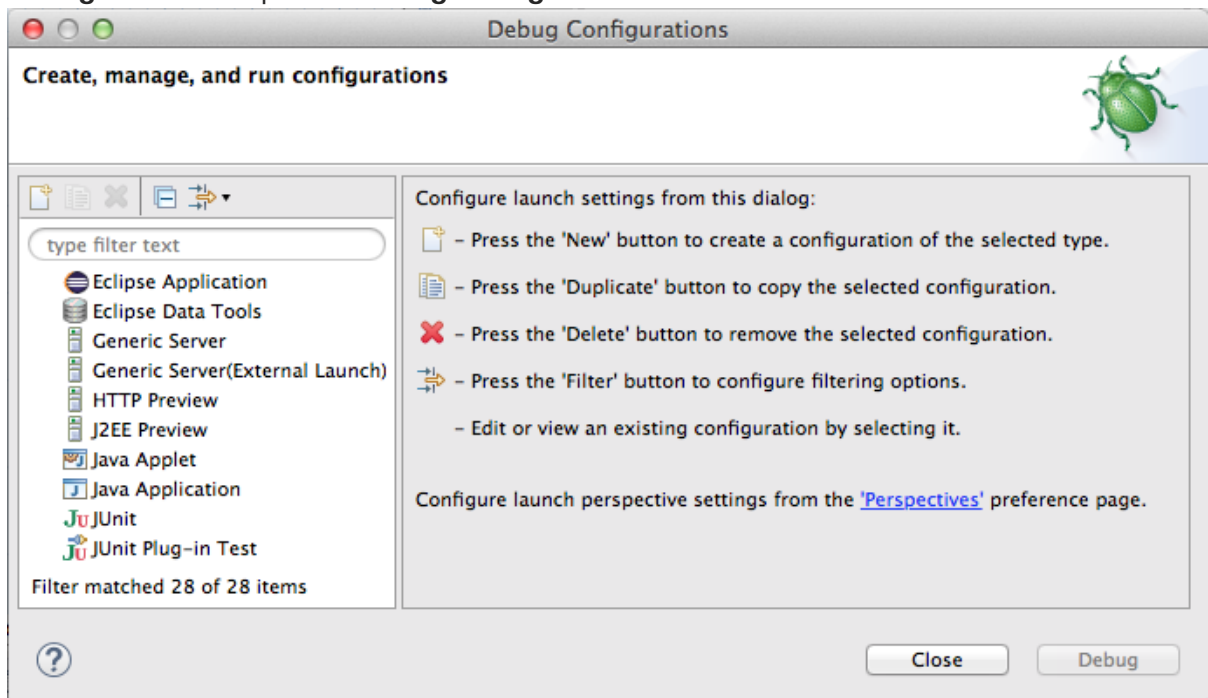 Debug Configurations
Create, manage, and run configurations
type filter text
Eclipse Application
Eclipse Data Tools
Generic Server
Generic Server(External Launch)
HTTP Preview
J2EE Preview
Java Applet
Java Application
JUnit
JUnit Plug-in Test
Filter matched 28 of 28 items
Configure launch settings from this dialog:
– Press the 'New' button to create a configuration of the selected type.
– Press the 'Duplicate' button to copy the selected configuration.
– Press the 'Delete' button to remove the selected configuration.
– Press the 'Filter' button to configure filtering options.
– Edit or view an existing configuration by selecting it.
Configure launch perspective settings from the 'Perspectives' preference page.
?
Close
Debug